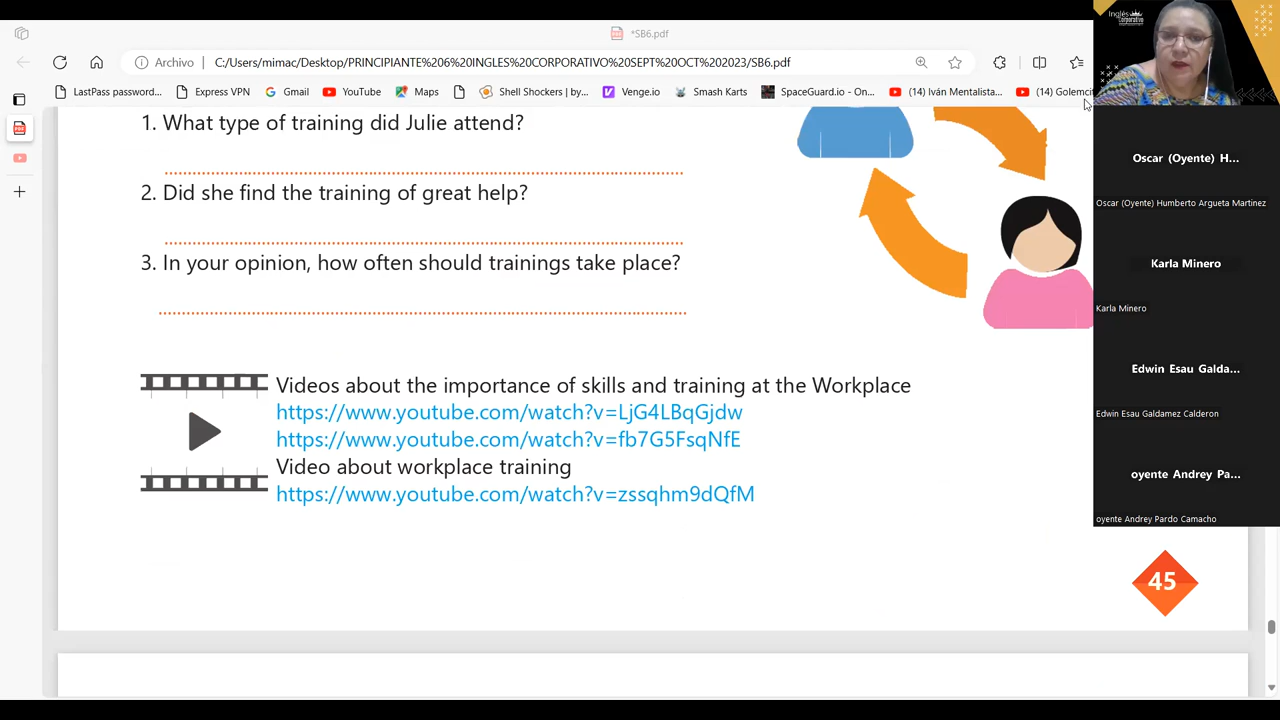 *SB6.pdf
Archivo
C:/Users/mimac/Desktop/PRINCIPIANTE%206%20INGLES%20CORPORATIVO%20SEPT%20OCT%202023/SB6.pdf
LastPass password...
Express VPN
Gmail
YouTube
Maps
Shell Shockers | by...
Venge.io
Smash Karts
SpaceGuard.io - On...
(14) Iván Mentalista...
(14) Golemcit
Inglés
Corporativo
1. What type of training did Julie attend?
2. Did she find the training of great help?
3. In your opinion, how often should trainings take place?
Videos about the importance of skills and training at the Workplace
https://www.youtube.com/watch?v=LjG4LBqGjdw
https://www.youtube.com/watch?v=fb7G5FsqNfE
Video about workplace training
https://www.youtube.com/watch?v=zssqhm9dQfM
45
Oscar (Oyente) H...
Oscar (Oyente) Humberto Argueta Martinez
Karla Minero
Karla Minero
Edwin Esau Galda...
Edwin Esau Galdamez Calderon
oyente Andrey Pa...
oyente Andrey Pardo Camacho